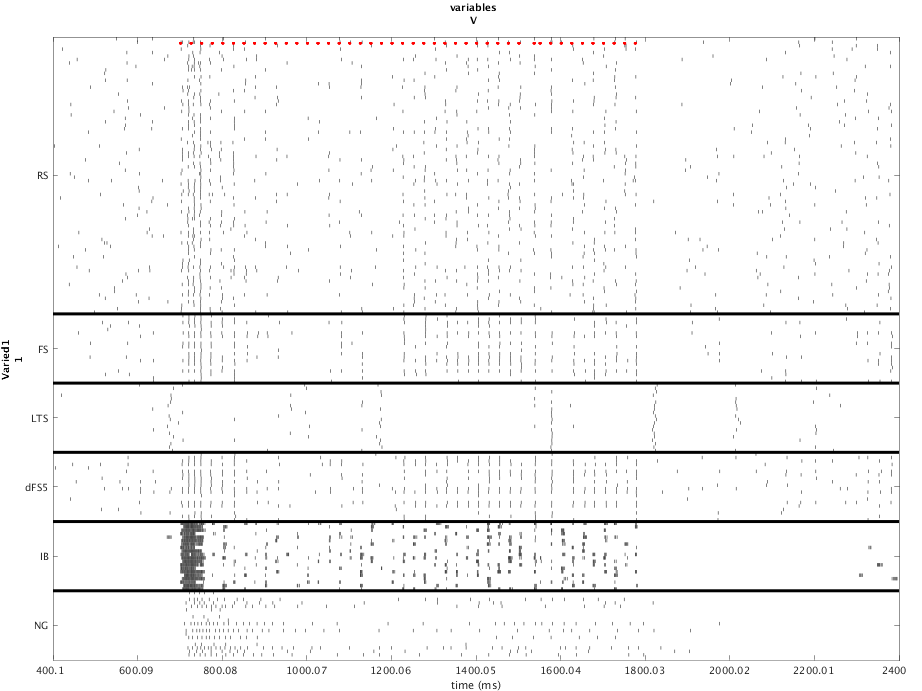 variables
V
RS
FS
LTS
dFS5
IB
NG
Varied1
1
400.1 600.09 800.08 1000.07 1200.06 1400.05 1600.04 1800.03 2000.02 2200.01 2400
time (ms)